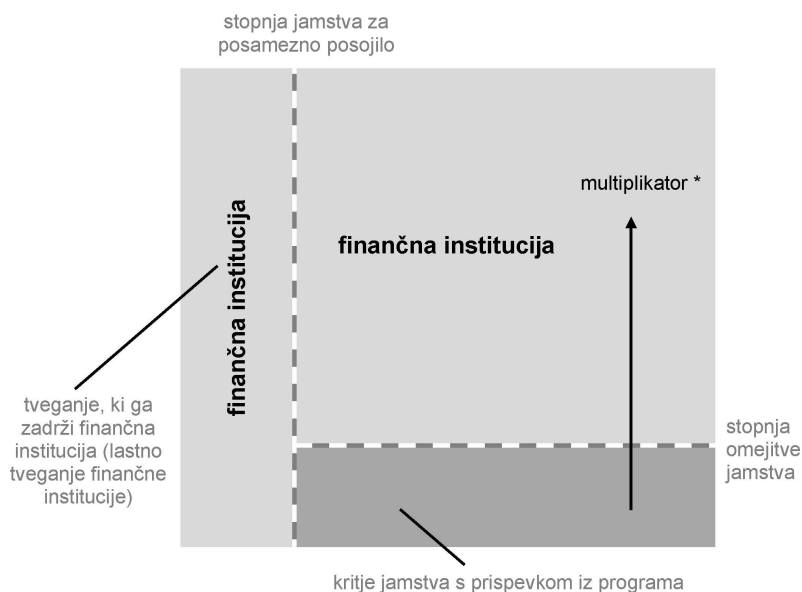 stopnja jamstva za
posamezno posojilo
multiplikator *
finančna institucija
finančna institucija
tveganje, ki ga
zadrži finančna
institucija (lastno
tveganje finančne
institucije)
stopnja
omejitve
jamstva
kritje jamstva s prispevkom iz programa